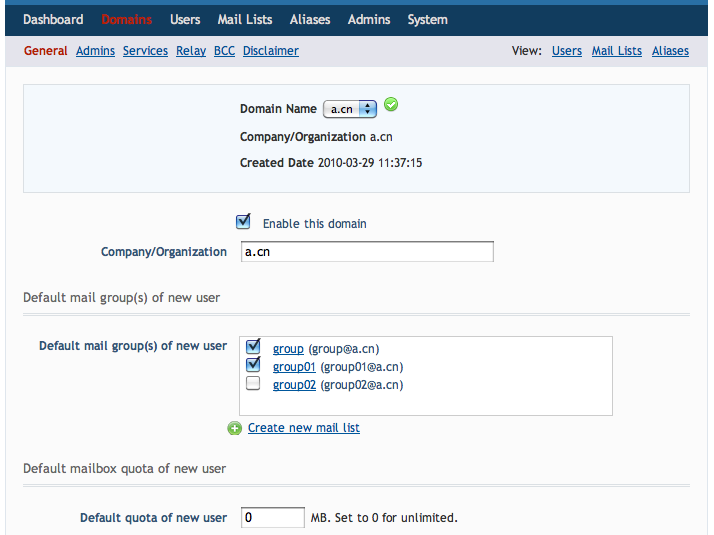 Dashboard Domains Users Mail Lists Aliases Admins System
General Admins Services Relay BCC Disclaimer View: Users Mail Lists Aliases
Domain Name a.cn
Company/Organization a.cn
Created Date 2010-03-29 11:37:15
Enable this domain
Company/Organization a.cn
Default mail group(s) of new user
Default mail group(s) of new user group (group@a.cn)
group01 (group01@a.cn)
group02 (group02@a.cn)
Create new mail list
Default mailbox quota of new user
Default quota of new user 0 MB. Set to 0 for unlimited.